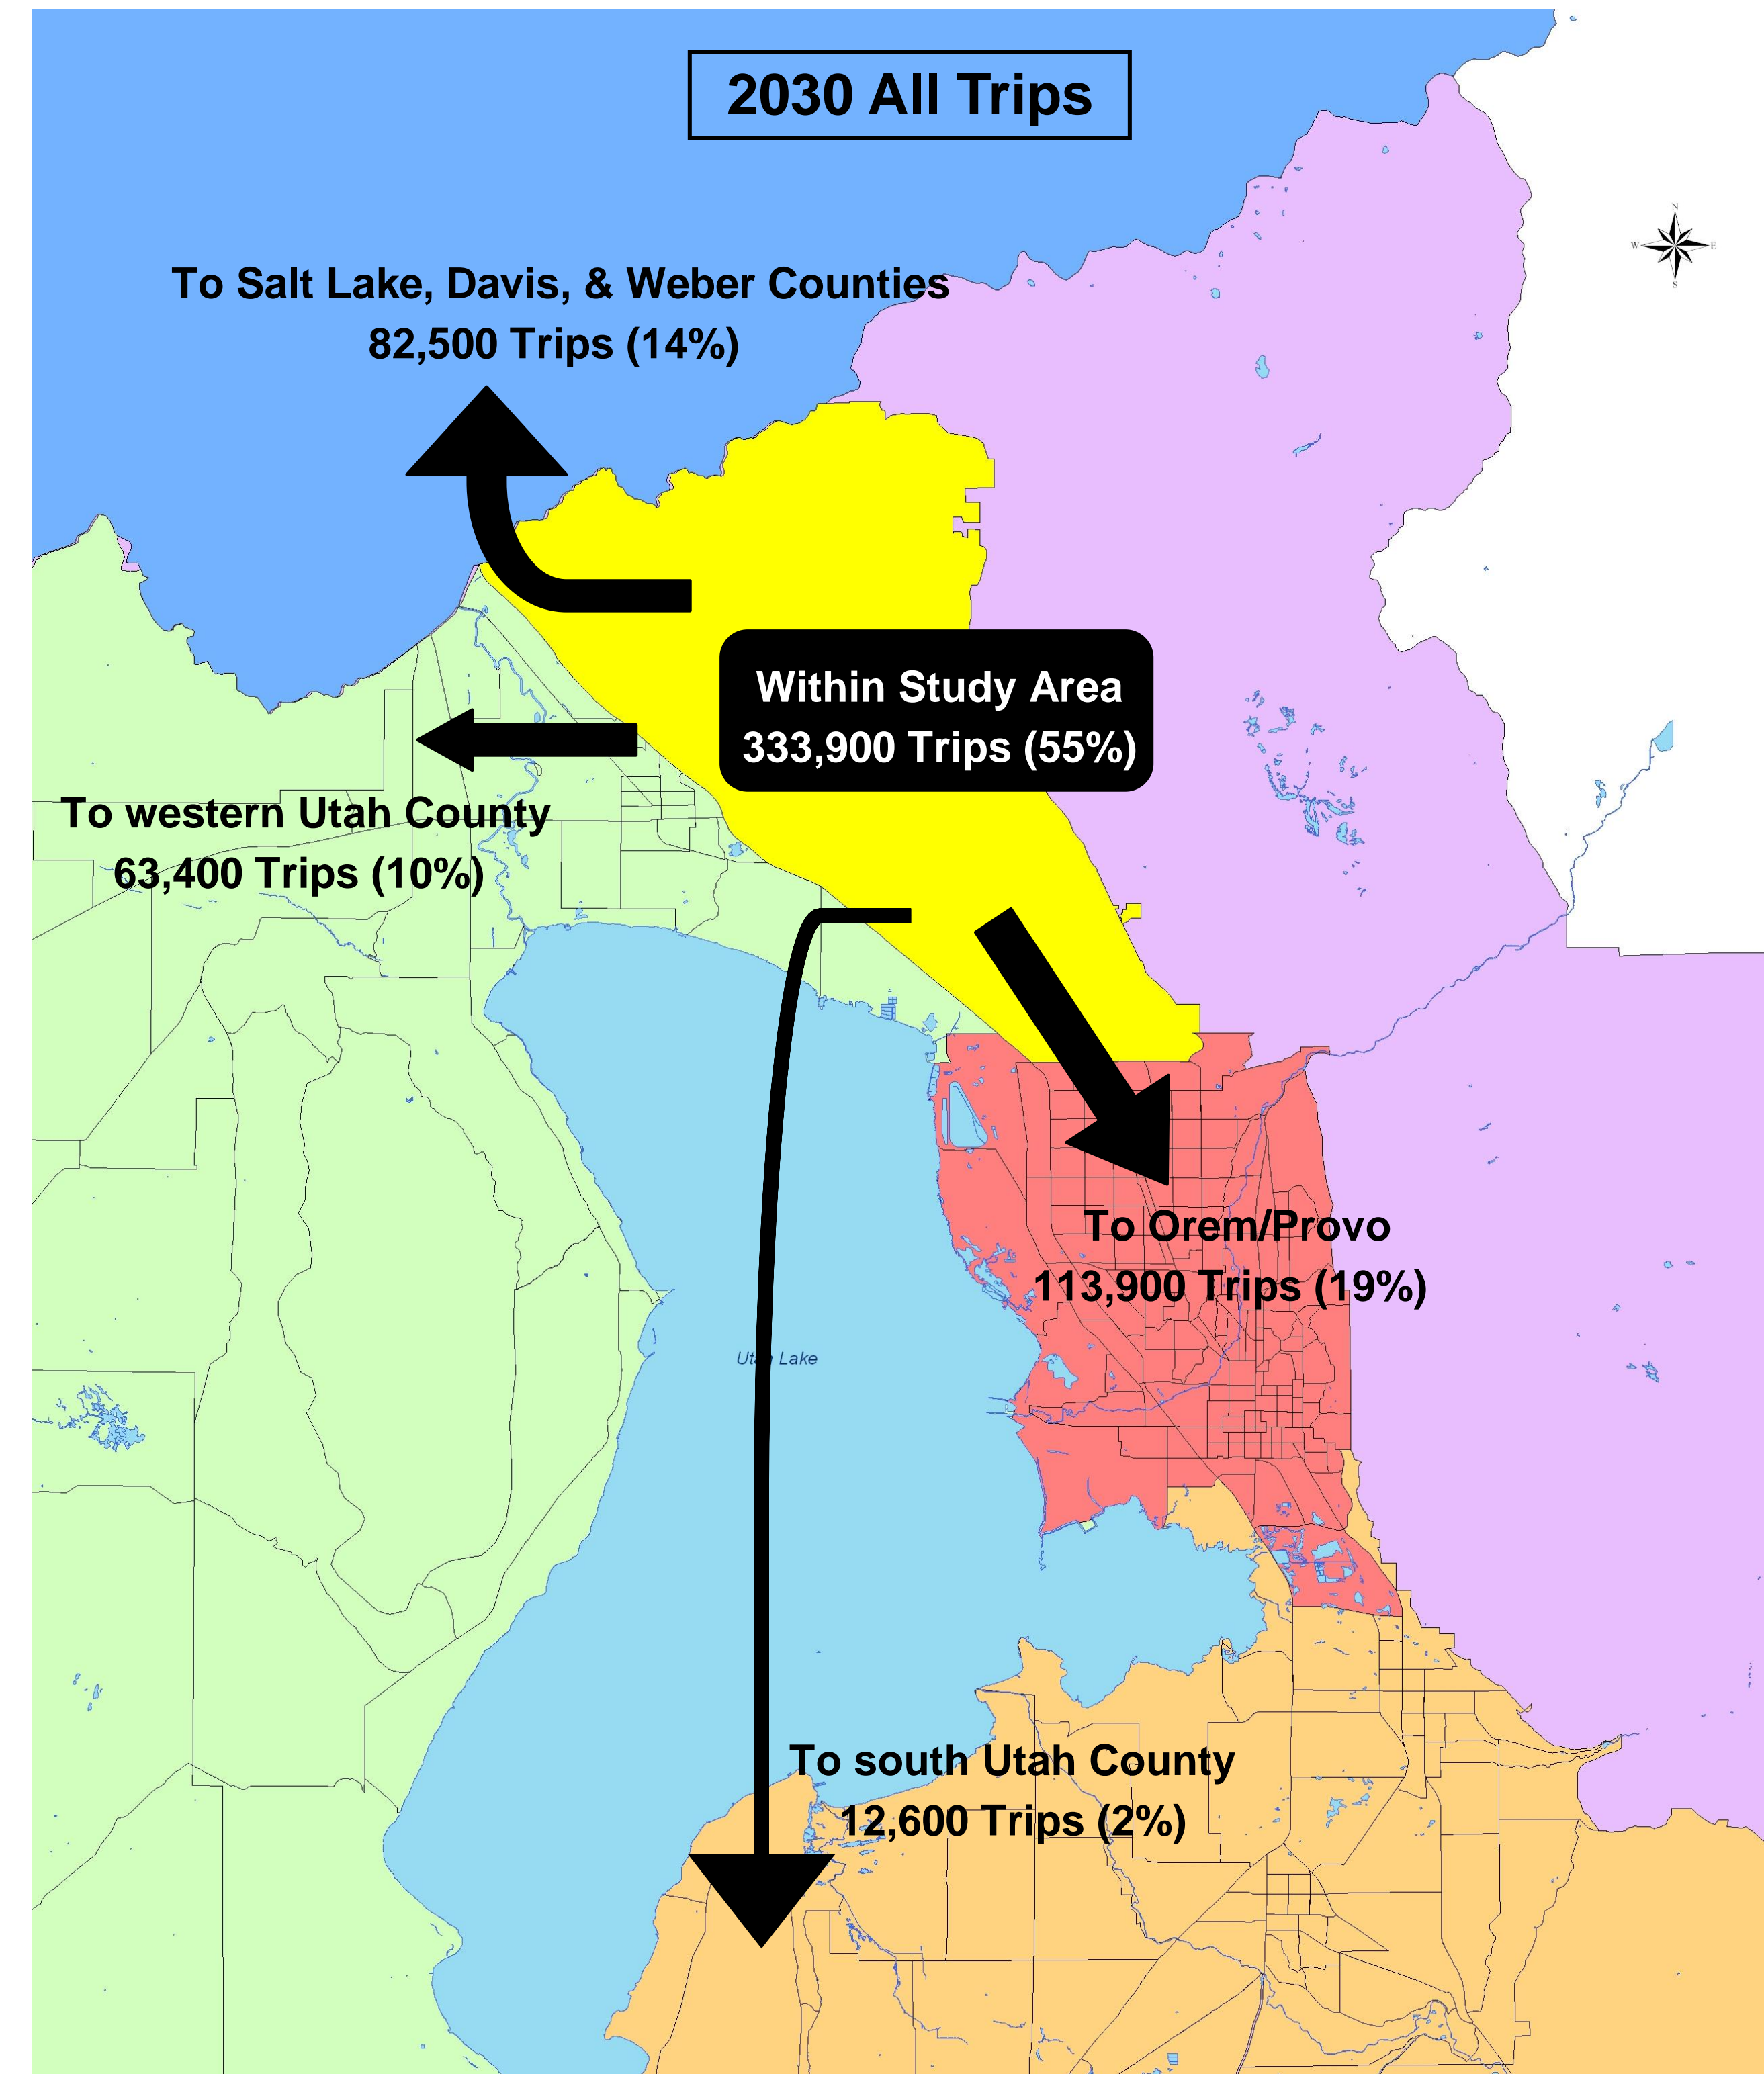 2030 All Trips
N
W E
S
To Salt Lake, Davis, & Weber Counties
82,500 Trips (14%)
Within Study Area
333,900 Trips (55%)
To western Utah County
63,400 Trips (10%)
To Orem/Provo
113,900 Trips (19%)
Utah Lake
To south Utah County
12,600 Trips (2%)